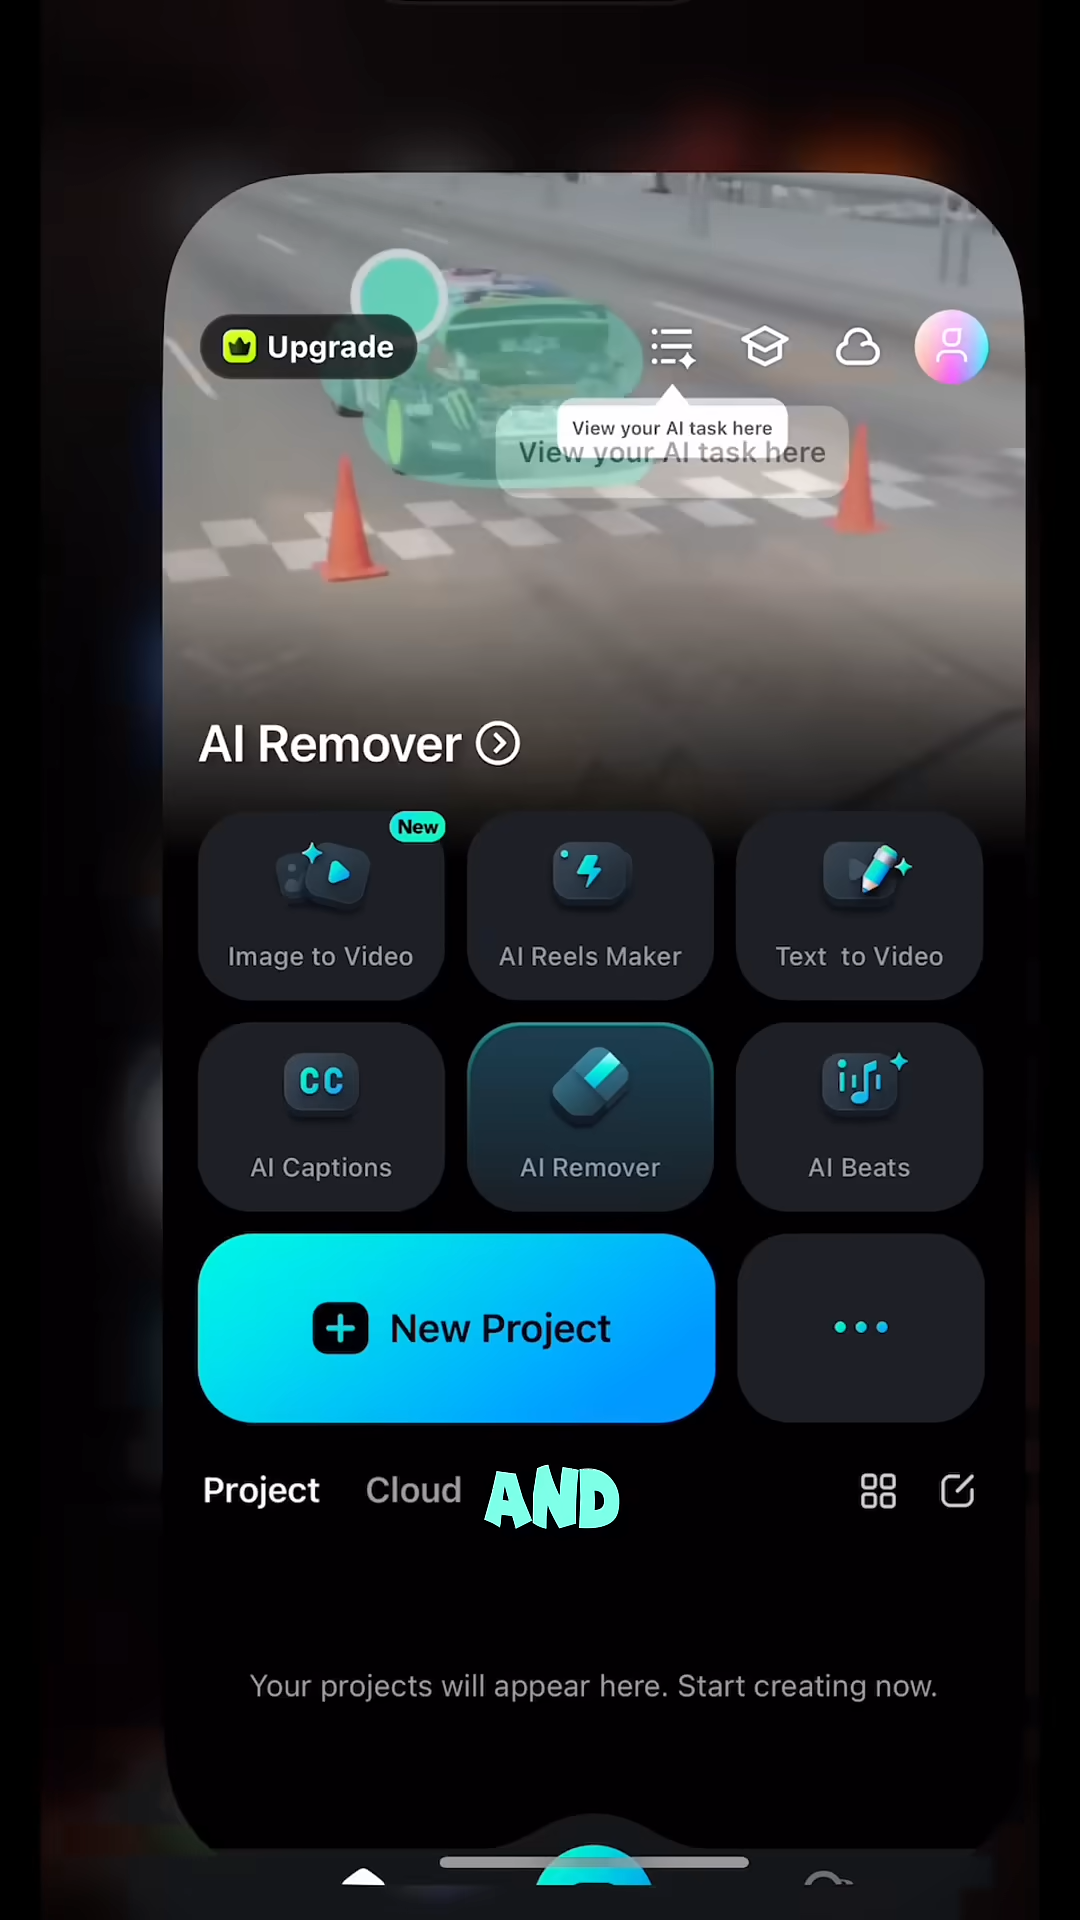 Upgrade
View your AI task here
View your AI task here
AI Remover
New
Image to Video
AI Reels Maker
Text to Video
CC
AI Captions
AI Remover
AI Beats
New Project
Project Cloud AND
Your projects will appear here. Start creating now.